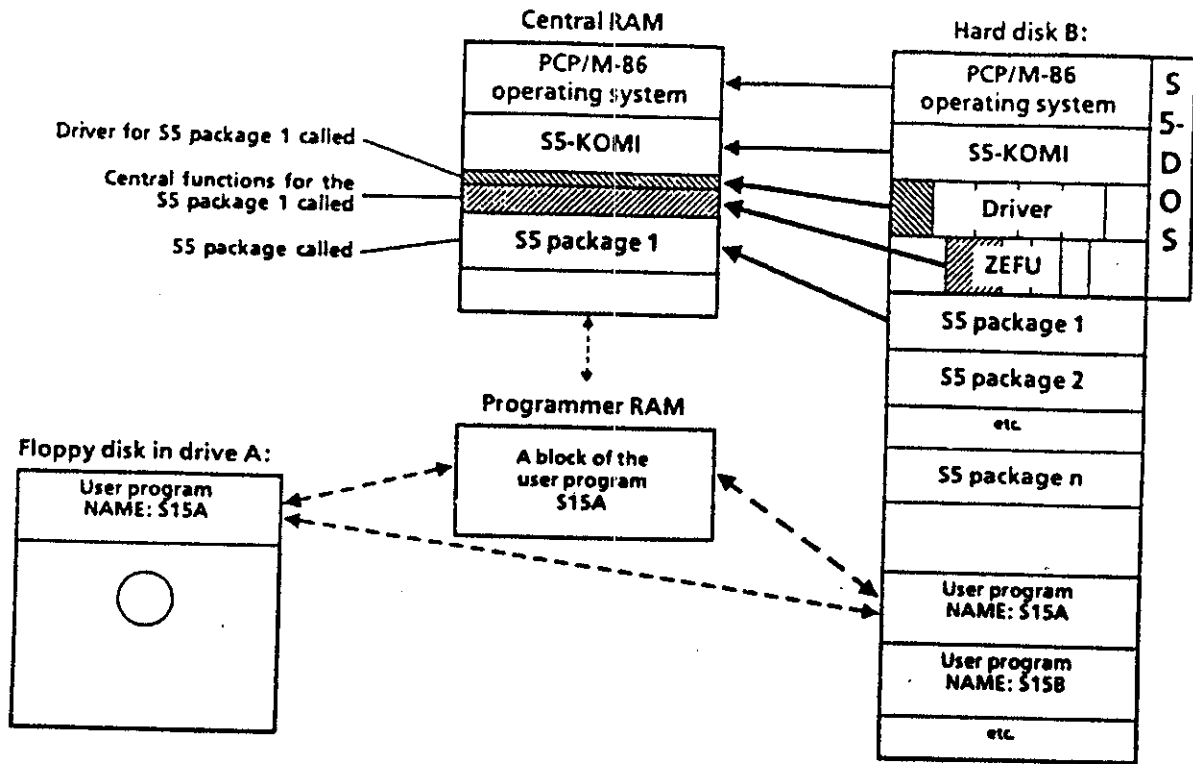 Central RAM
PCP/M-86
operating system
S5-KOMI
S5 package 1
Driver for S5 package 1 called
Central functions for the
S5 package 1 called
S5 package called
Hard disk B:
PCP/M-86
operating system
S5-KOMI
Driver
ZEFU
S5 package 1
S5 package 2
etc.
S5 package n
User program
NAME: S15A
User program
NAME: S15B
etc.
S
5-
D
O
S
Programmer RAM
A block of the
user program
S15A
Floppy disk in drive A:
User program
NAME: S15A